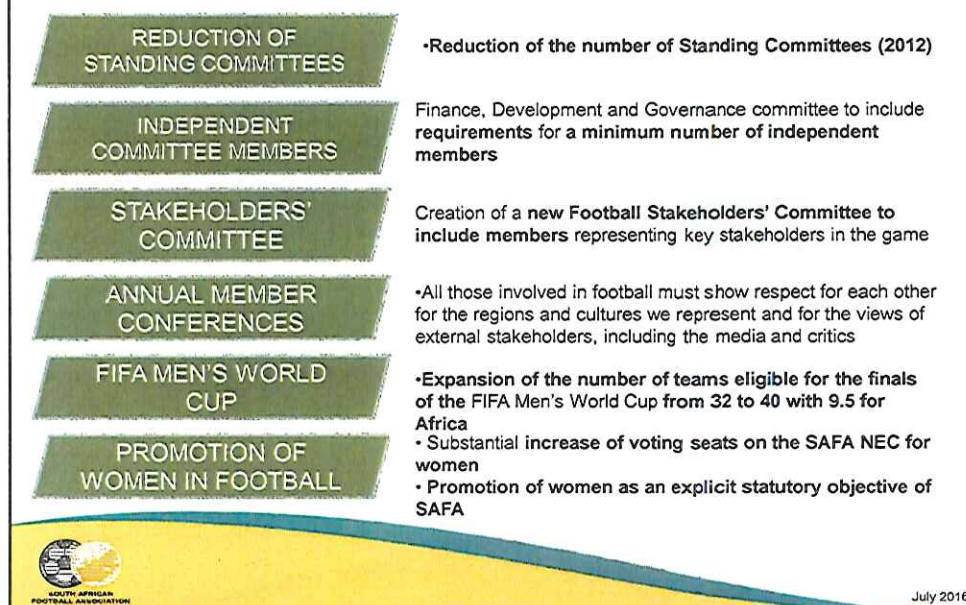 REDUCTION OF
STANDING COMMITTEES
•Reduction of the number of Standing Committees (2012)
INDEPENDENT
COMMITTEE MEMBERS
Finance, Development and Governance committee to include
requirements for a minimum number of independent
members
STAKEHOLDERS'
COMMITTEE
Creation of a new Football Stakeholders' Committee to
include members representing key stakeholders in the game
ANNUAL MEMBER
CONFERENCES
•All those involved in football must show respect for each other
for the regions and cultures we represent and for the views of
external stakeholders, including the media and critics
FIFA MEN'S WORLD
CUP
•Expansion of the number of teams eligible for the finals
of the FIFA Men's World Cup from 32 to 40 with 9.5 for
Africa
PROMOTION OF
WOMEN IN FOOTBALL
• Substantial increase of voting seats on the SAFA NEC for
women
• Promotion of women as an explicit statutory objective of
SAFA
SOUTH AFRICAN
FOOTBALL ASSOCIATION
July 2016